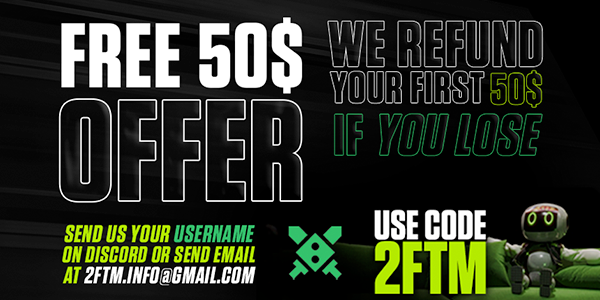 FREE 50$
OFFER
WE REFUND
YOUR FIRST 50$
IF YOU LOSE
SEND US YOUR USERNAME
ON DISCORD OR SEND EMAIL
AT 2FTM.INFO@GMAIL.COM
USE CODE
2FTM